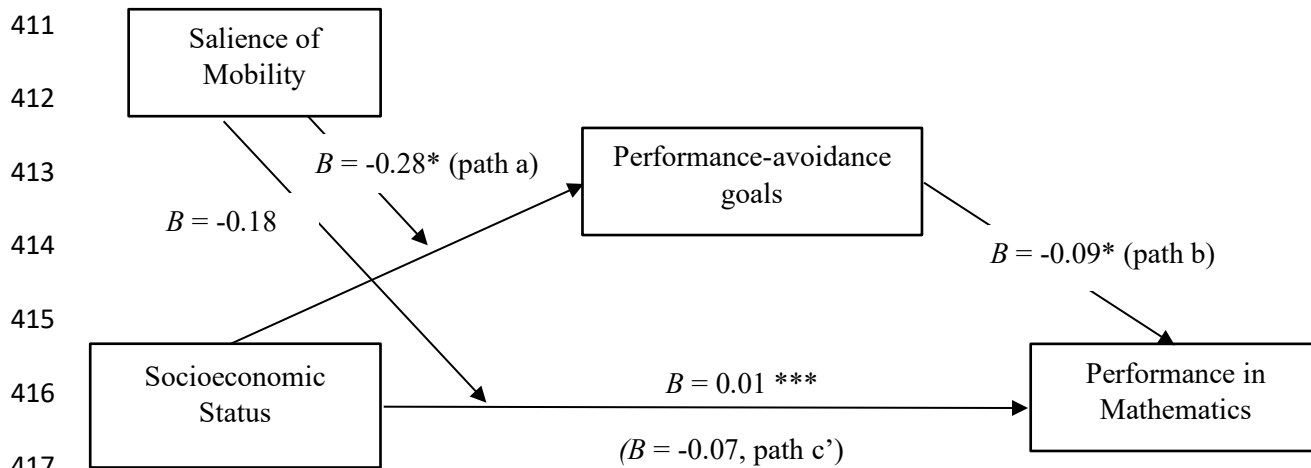 411
Salience of
Mobility
412
413
B = -0.28* (path a)
Performance-avoidance
goals
B = -0.18
414
B = -0.09* (path b)
415
Socioeconomic
Status
416
B = 0.01 ***
Performance in
Mathematics
(B = -0.07, path c’)
417